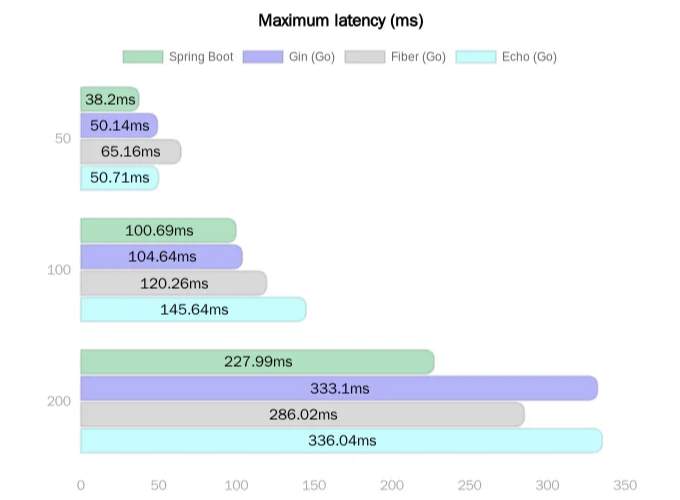 Maximum latency (ms)
Spring Boot Gin (Go) Fiber (Go) Echo (Go)
38.2ms
50.14ms
50
65.16ms
50.71ms
100.69ms
104.64ms
100
120.26ms
145.64ms
227.99ms
333.1ms
200
286.02ms
336.04ms
0 50 100 150 200 250 300 350